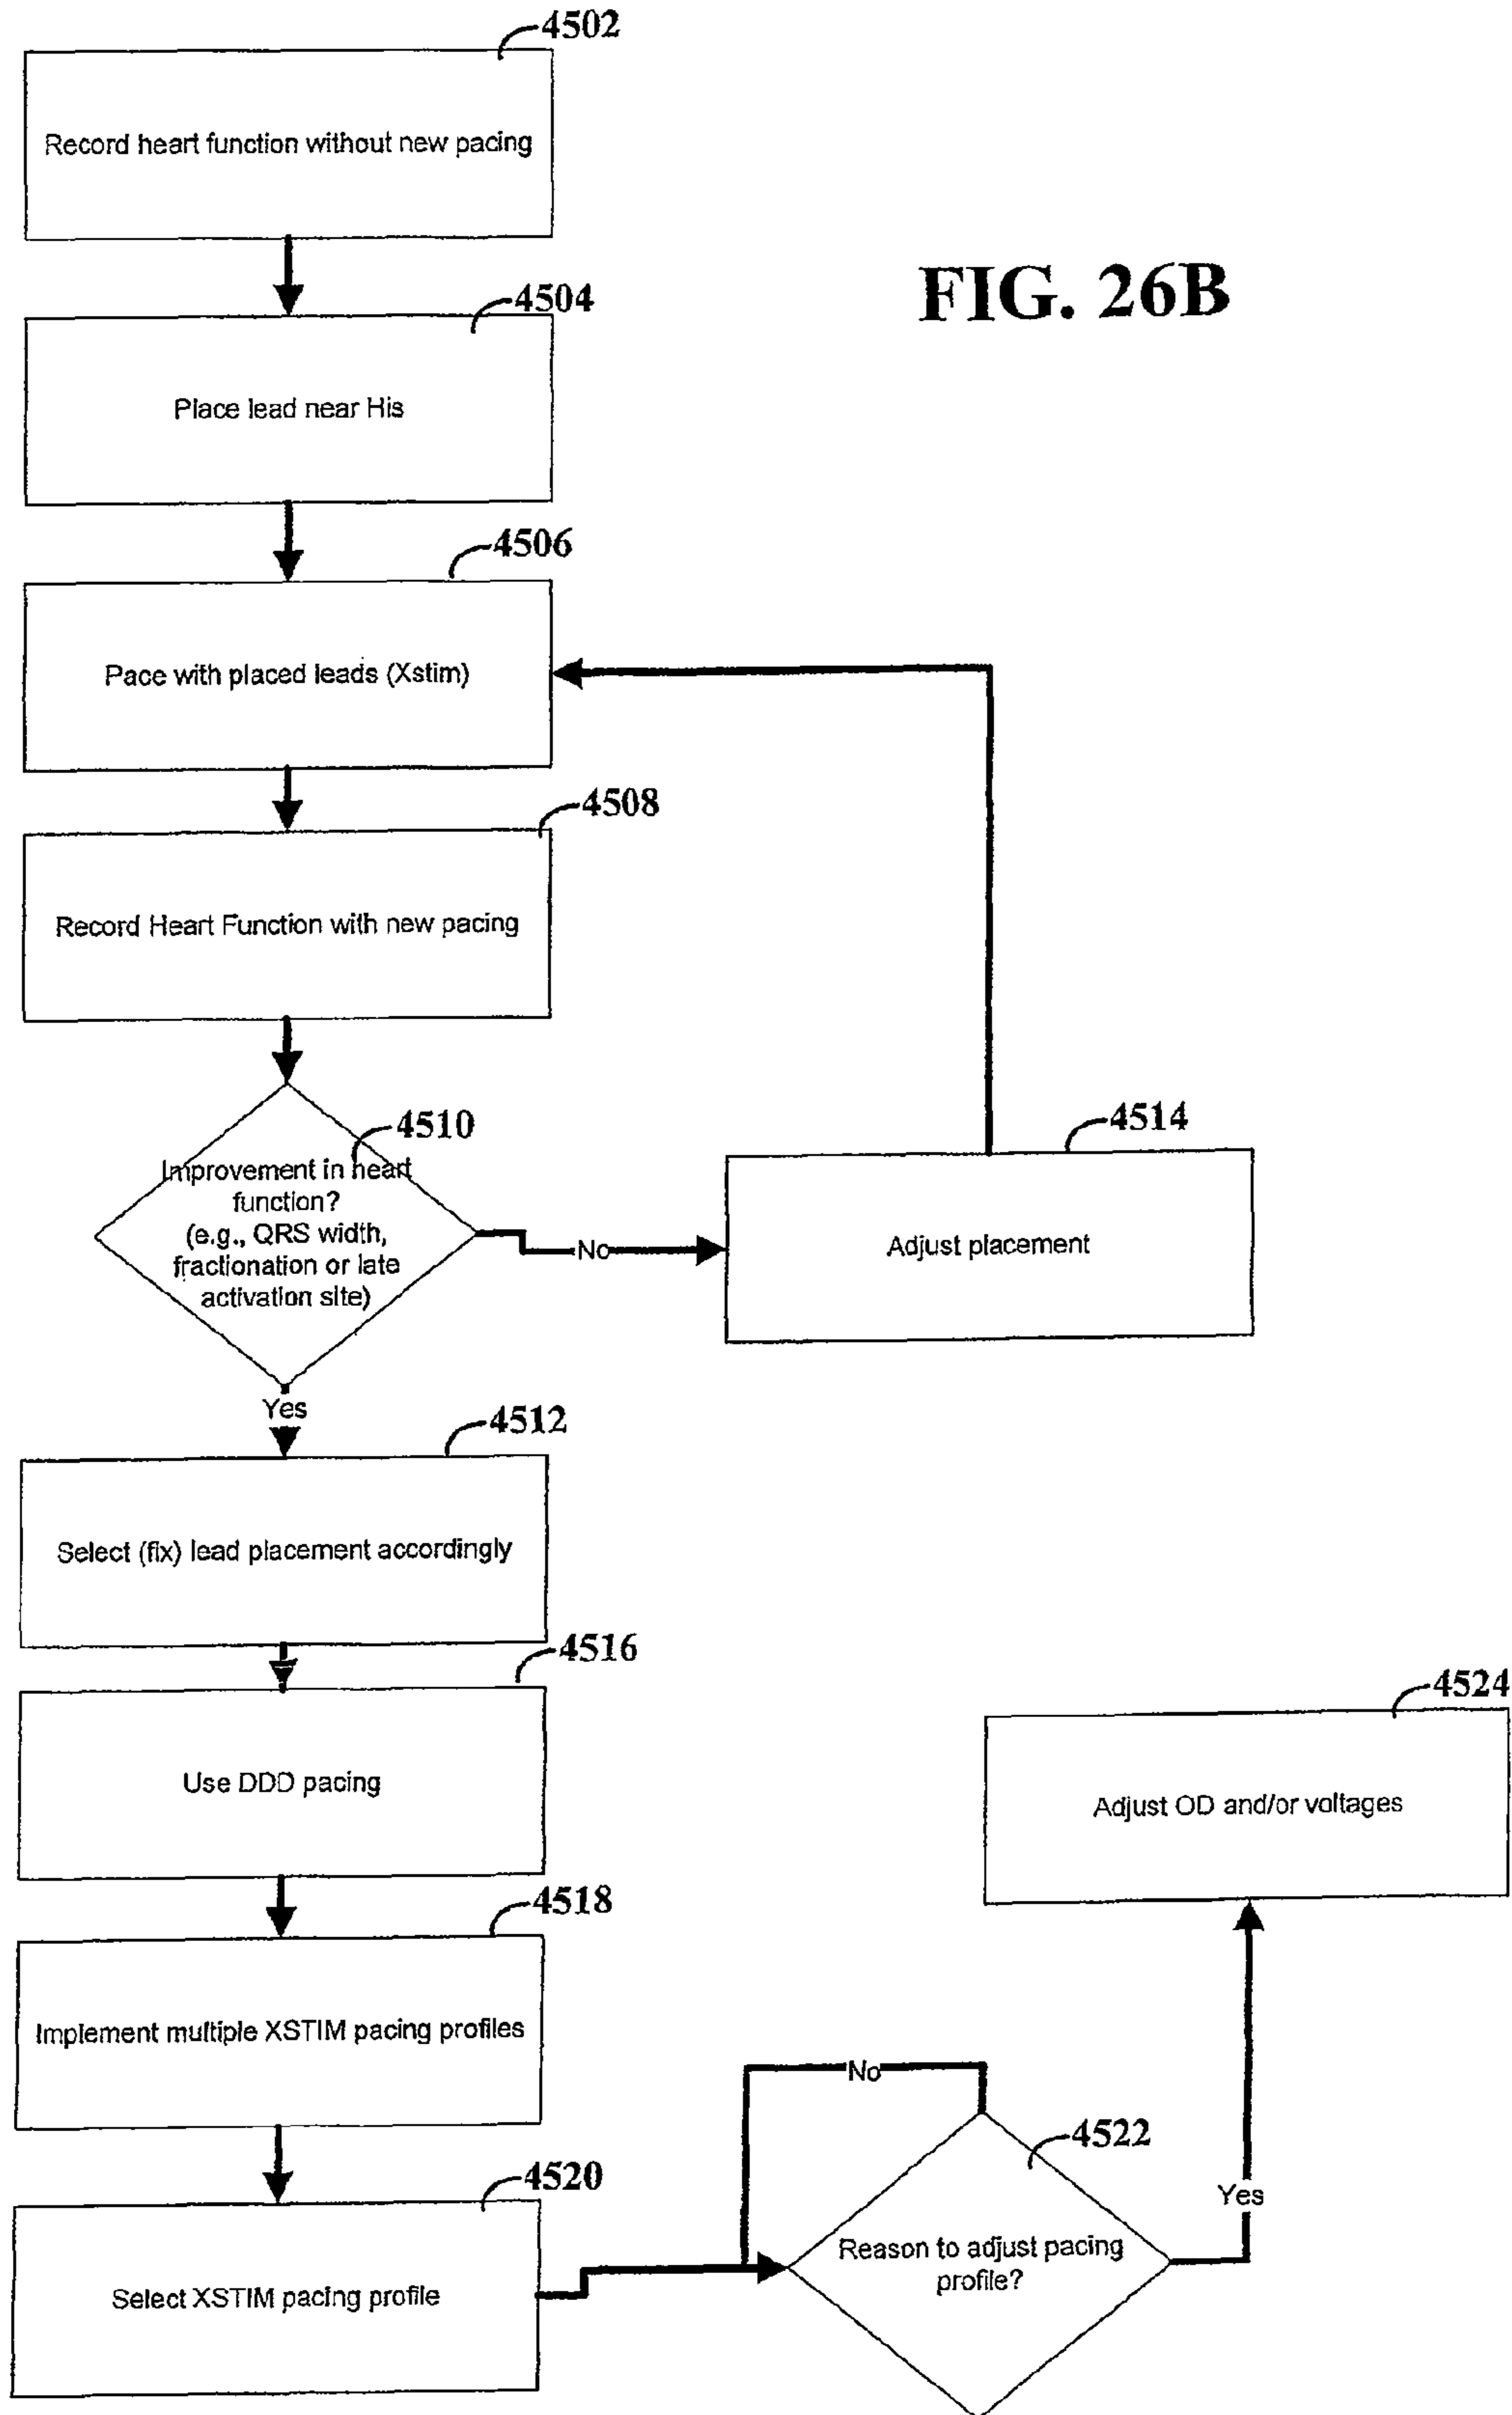 4502
Record heart function without new pacing
FIG. 26B
4504
Place lead near His
4506
Pace with placed leads (Xstim)
4508
Record Heart Function with new pacing
4510
Improvement in heart
function?
(e.g., QRS width,
fractionation or late
activation site)
No
4514
Adjust placement
Yes
4512
Select (fix) lead placement accordingly
4516
Use DDD pacing
4518
Implement multiple XSTIM pacing profiles
4520
Select XSTIM pacing profile
No
4522
Reason to adjust pacing
profile?
Yes
4524
Adjust OD and/or voltages